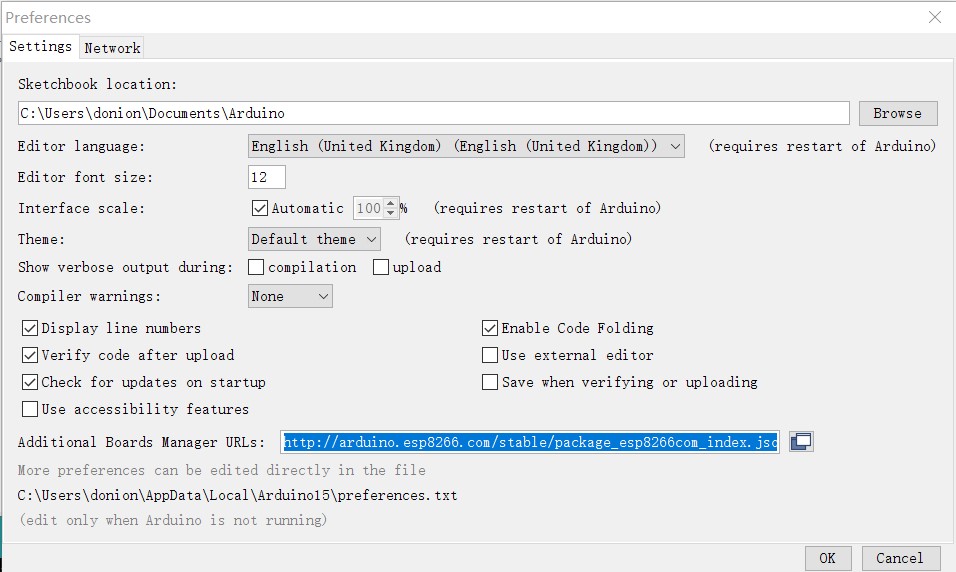 Preferences
Settings Network
Sketchbook location:
C:\Users\donion\Documents\Arduino Browse
Editor language: English (United Kingdom) (English (United Kingdom)) (requires restart of Arduino)
Editor font size: 12
Interface scale: Automatic 100 % (requires restart of Arduino)
Theme: Default theme (requires restart of Arduino)
Show verbose output during: compilation upload
Compiler warnings: None
Display line numbers Enable Code Folding
Verify code after upload Use external editor
Check for updates on startup Save when verifying or uploading
Use accessibility features
Additional Boards Manager URLs: http://arduino.esp8266.com/stable/package_esp8266com_index.jso
More preferences can be edited directly in the file
C:\Users\donion\AppData\Local\Arduino15\preferences.txt
(edit only when Arduino is not running)
OK Cancel